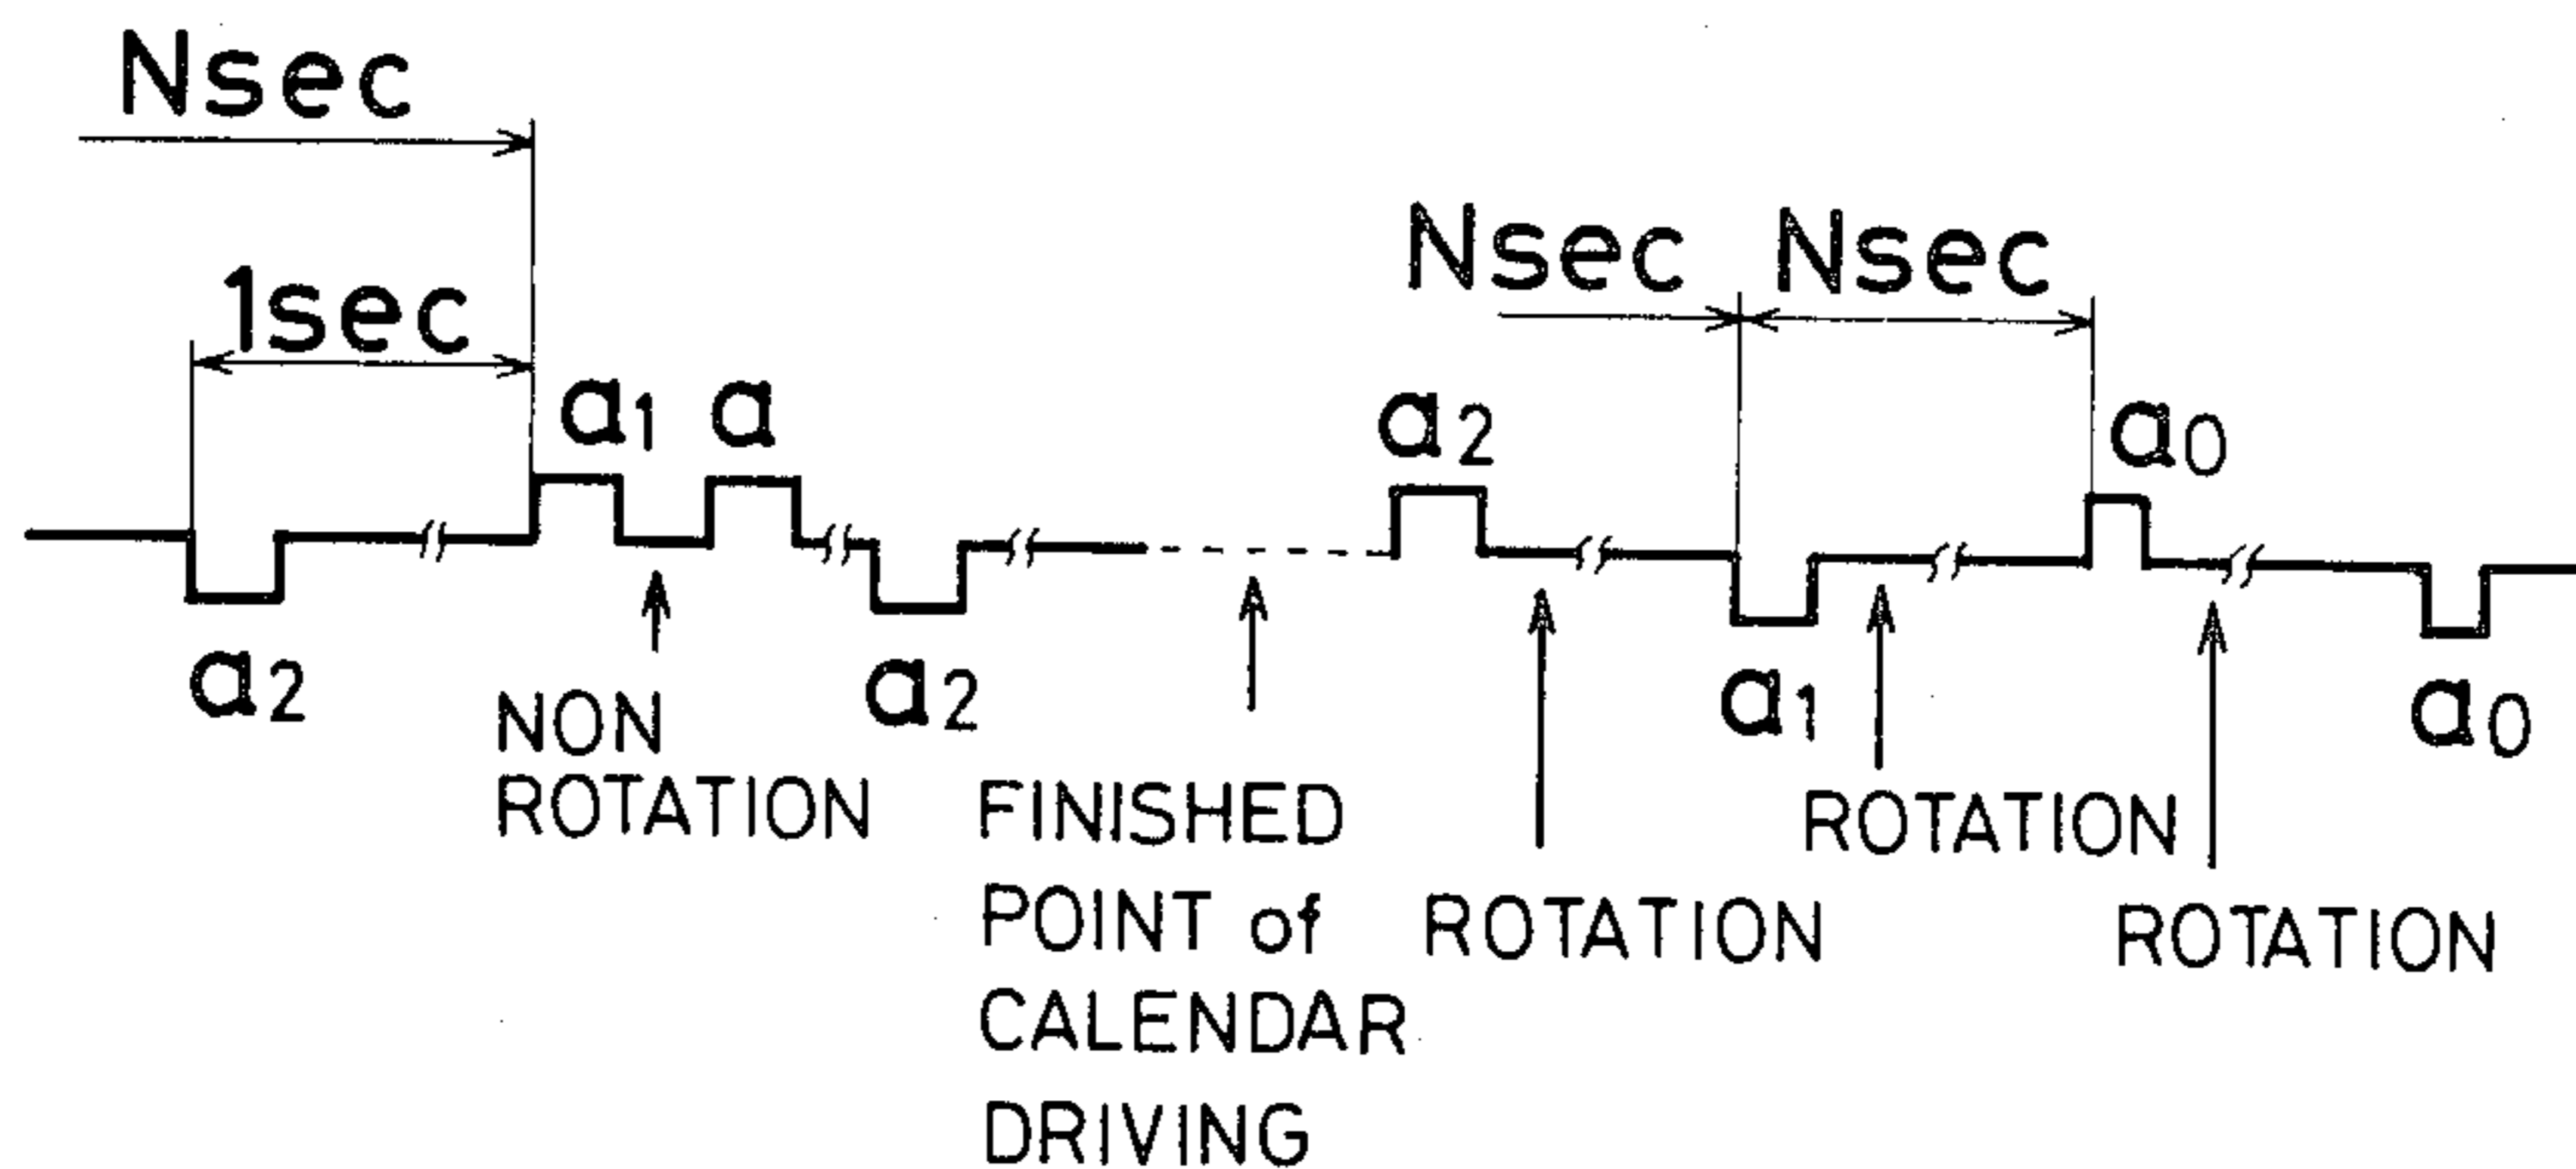 Nsec
1sec
Nsec Nsec
a1 a
a2
a0
a2
a2
a1
a0
NON
ROTATION
FINISHED
POINT of
CALENDAR
DRIVING
ROTATION
ROTATION
ROTATION